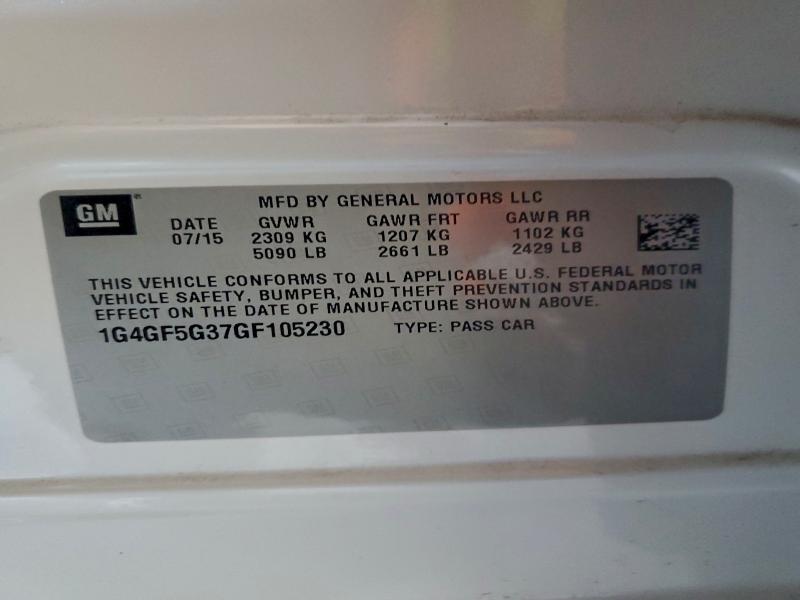 GM
MFD BY GENERAL MOTORS LLC
DATE GVWR GAWR FRT GAWR RR
07/15 2309 KG 1207 KG 1102 KG
5090 LB 2661 LB 2429 LB
THIS VEHICLE CONFORMS TO ALL APPLICABLE U.S. FEDERAL MOTOR
VEHICLE SAFETY, BUMPER, AND THEFT PREVENTION STANDARDS IN
EFFECT ON THE DATE OF MANUFACTURE SHOWN ABOVE.
1G4GF5G37GF105230 TYPE: PASS CAR